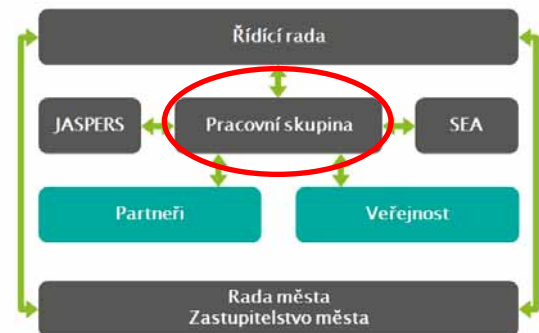 Řídící rada
JASPERS
Pracovní skupina
SEA
Partneři
Veřejnost
Rada města
Zastupitelstvo města